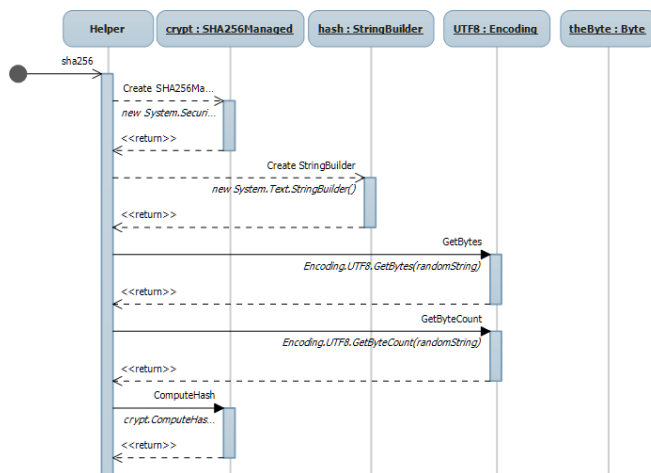 Helper
crypt : SHA256Managed
hash : StringBuilder
UTF8 : Encoding
theByte : Byte
sha256
Create SHA256Ma...
new System.Securi...
<<return>>
Create StringBuilder
new System.Text.StringBuilder()
<<return>>
GetBytes
Encoding.UTF8.GetBytes(randomString)
<<return>>
GetByteCount
Encoding.UTF8.GetByteCount(randomString)
<<return>>
ComputeHash
crypt.ComputeHas...
<<return>>